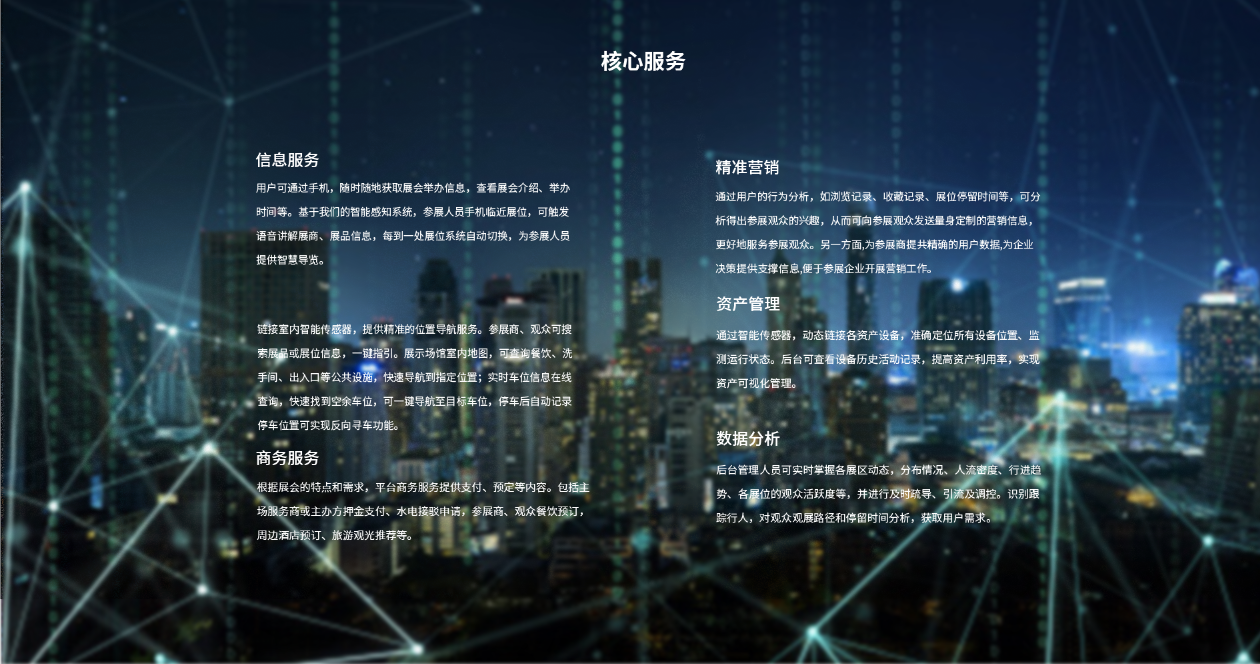 核心服务
信息服务
用户可通过手机，随时随地获取展会举办信息，查看展会介绍、举办
时间等。基于我们的智能感知系统，参展人员手机临近展位，可触发
语音讲解展商、展品信息，每到一处展位系统自动切换，为参展人员
提供智慧导览。
链接室内智能传感器，提供精准的位置导航服务。参展商、观众可搜
索展品或展位信息，一键指引。展示场馆室内地图，可查询餐饮、洗
手间、出入口等公共设施，快速导航到指定位置；实时车位信息在线
查询，快速找到空余车位，可一键导航至目标车位，停车后自动记录
停车位置可实现反向寻车功能。
商务服务
根据展会的特点和需求，平台商务服务提供支付、预定等内容。包括主
场服务商或主办方押金支付、水电接驳申请，参展商、观众餐饮预订，
周边酒店预订、旅游观光推荐等。
精准营销
通过用户的行为分析，如浏览记录、收藏记录、展位停留时间等，可分
析得出参展观众的兴趣，从而可向参展观众发送量身定制的营销信息，
更好地服务参展观众。另一方面,为参展商提共精确的用户数据,为企业
决策提供支撑信息,便于参展企业开展营销工作。
资产管理
通过智能传感器，动态链接各资产设备，准确定位所有设备位置、监
测运行状态。后台可查看设备历史活动记录，提高资产利用率，实现
资产可视化管理。
数据分析
后台管理人员可实时掌握各展区动态，分布情况、人流密度、行进趋
势、各展位的观众活跃度等，并进行及时疏导、引流及调控。识别跟
踪行人，对观众观展路径和停留时间分析，获取用户需求。